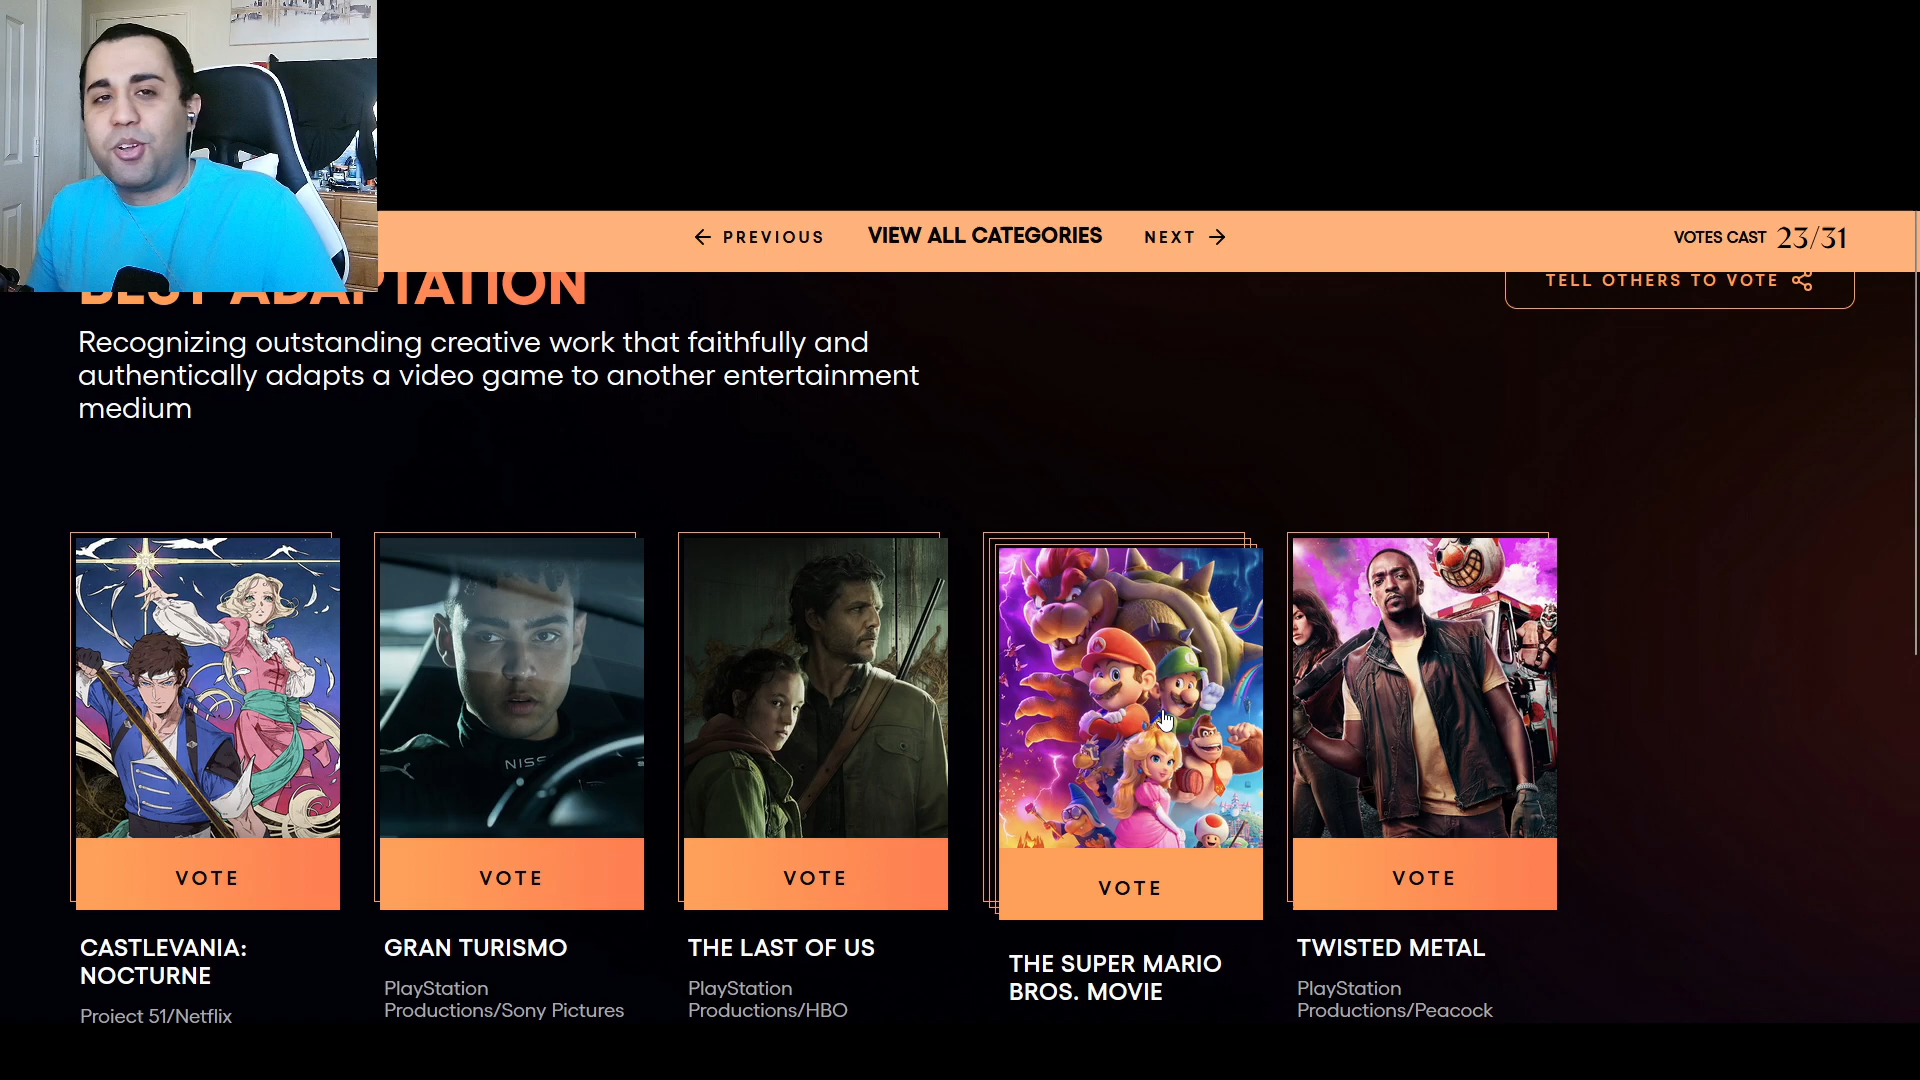 PREVIOUS
VIEW ALL CATEGORIES
NEXT
VOTES CAST 23/31
BEST ADAPTATION
TELL OTHERS TO VOTE
Recognizing outstanding creative work that faithfully and
authentically adapts a video game to another entertainment
medium
NISS
VOTE
VOTE
VOTE
VOTE
VOTE
CASTLEVANIA:
NOCTURNE
Project 51/Netflix
GRAN TURISMO
PlayStation
Productions/Sony Pictures
THE LAST OF US
PlayStation
Productions/HBO
THE SUPER MARIO
BROS. MOVIE
TWISTED METAL
PlayStation
Productions/Peacock